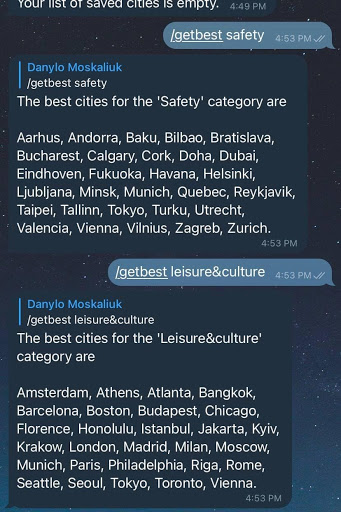 Your list of saved cities is empty. 4:49 PM
/getbest safety 4:53 PM
Danylo Moskaliuk
/getbest safety
The best cities for the 'Safety' category are
Aarhus, Andorra, Baku, Bilbao, Bratislava,
Bucharest, Calgary, Cork, Doha, Dubai,
Eindhoven, Fukuoka, Havana, Helsinki,
Ljubljana, Minsk, Munich, Quebec, Reykjavik,
Taipei, Tallinn, Tokyo, Turku, Utrecht,
Valencia, Vienna, Vilnius, Zagreb, Zurich.
4:53 PM
/getbest leisure&culture 4:53 PM
Danylo Moskaliuk
/getbest leisure&culture
The best cities for the 'Leisure&culture'
category are
Amsterdam, Athens, Atlanta, Bangkok,
Barcelona, Boston, Budapest, Chicago,
Florence, Honolulu, Istanbul, Jakarta, Kyiv,
Krakow, London, Madrid, Milan, Moscow,
Munich, Paris, Philadelphia, Riga, Rome,
Seattle, Seoul, Tokyo, Toronto, Vienna.
4:53 PM